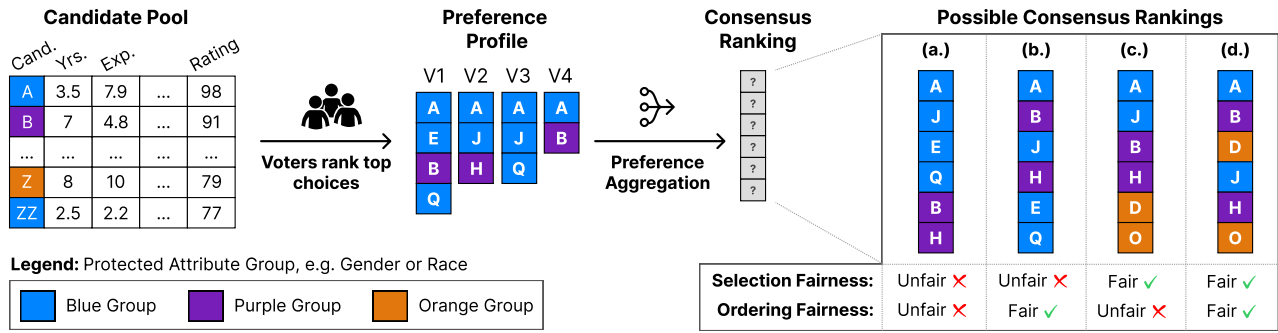 Candidate Pool
Cand. Yrs. Exp. Rating
A 3.5 7.9 ... 98
B 7 4.8 ... 91
... ... ... ... ...
Z 8 10 ... 79
ZZ 2.5 2.2 ... 77
Voters rank top
choices
Preference
Profile
V1 V2 V3 V4
A A A A
E J J B
B H Q
Q
Preference
Aggregation
Consensus
Ranking
?
?
?
?
?
?
Possible Consensus Rankings
(a.) (b.) (c.) (d.)
A A A A
J B J B
E J B D
Q H H J
B E D H
H Q O O
Selection Fairness: Unfair ✗ Unfair ✗ Fair ✓ Fair ✓
Ordering Fairness: Unfair ✗ Fair ✓ Unfair ✗ Fair ✓
Legend: Protected Attribute Group, e.g. Gender or Race
Blue Group Purple Group Orange Group